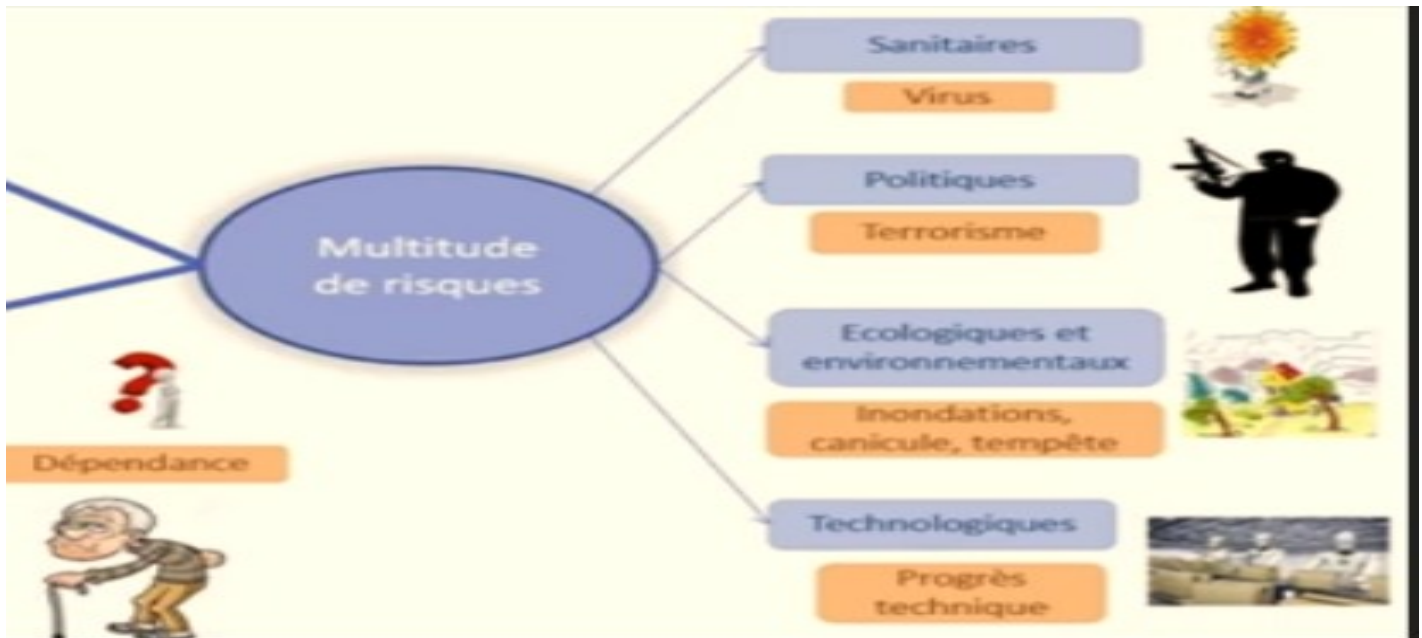 Sanitaires
Virus
Politiques
Terrorisme
Multitude
de risques
Ecologiques et
environnementaux
Inondations,
canicule, tempête
Dépendance
Technologiques
Progrès
technique